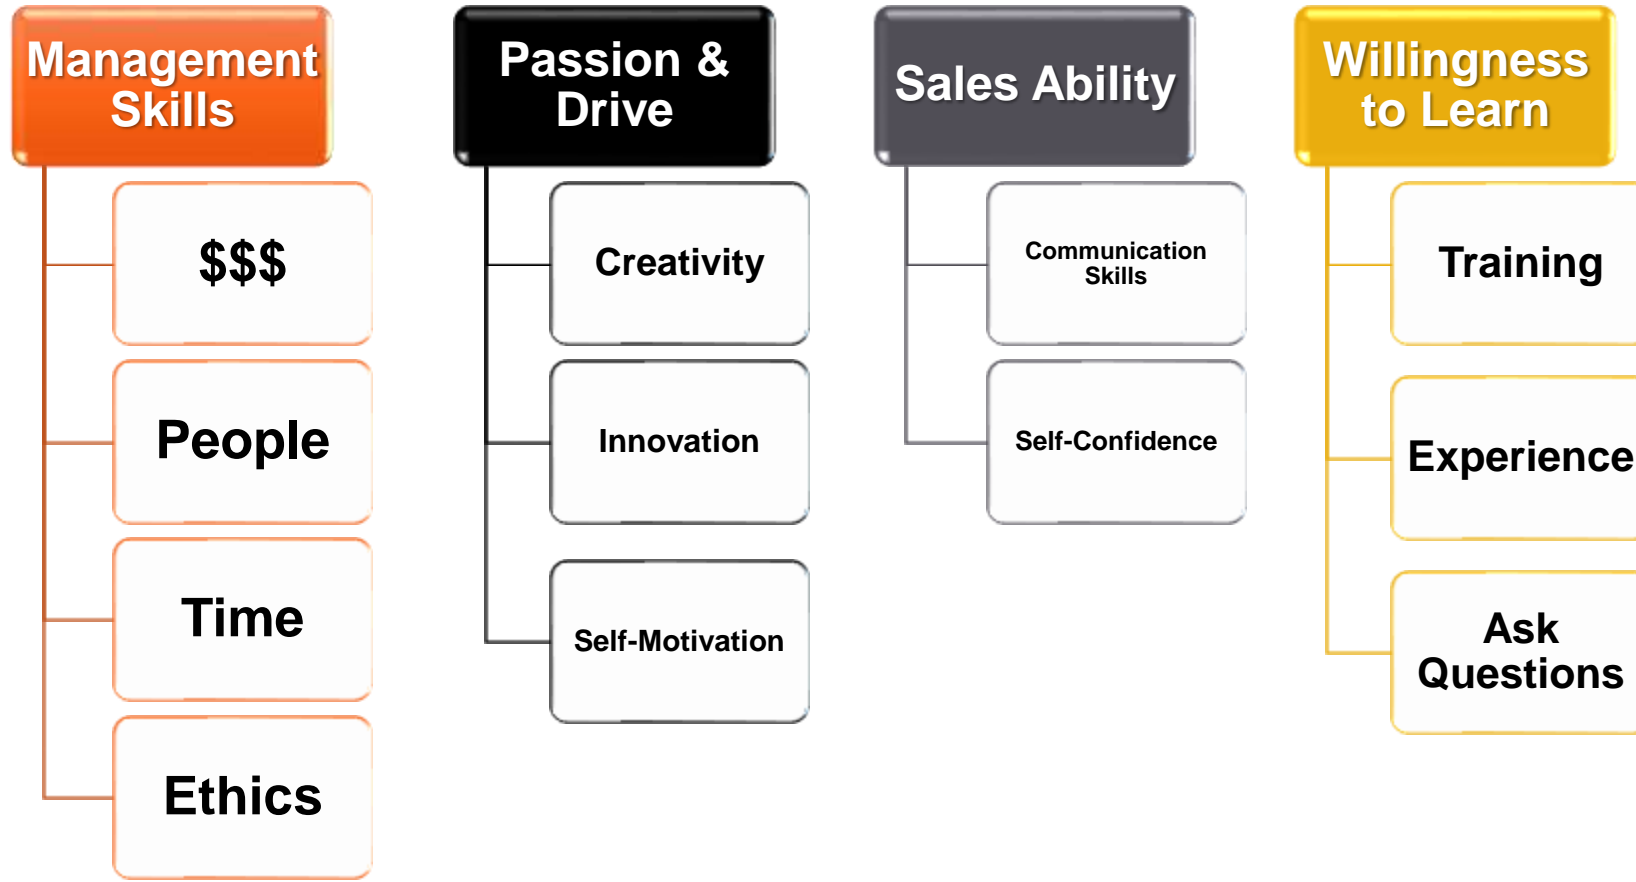 Management
Skills
$$$
People
Time
Ethics
Passion &
Drive
Creativity
Innovation
Self-Motivation
Sales Ability
Communication
Skills
Self-Confidence
Willingness
to Learn
Training
Experience
Ask
Questions